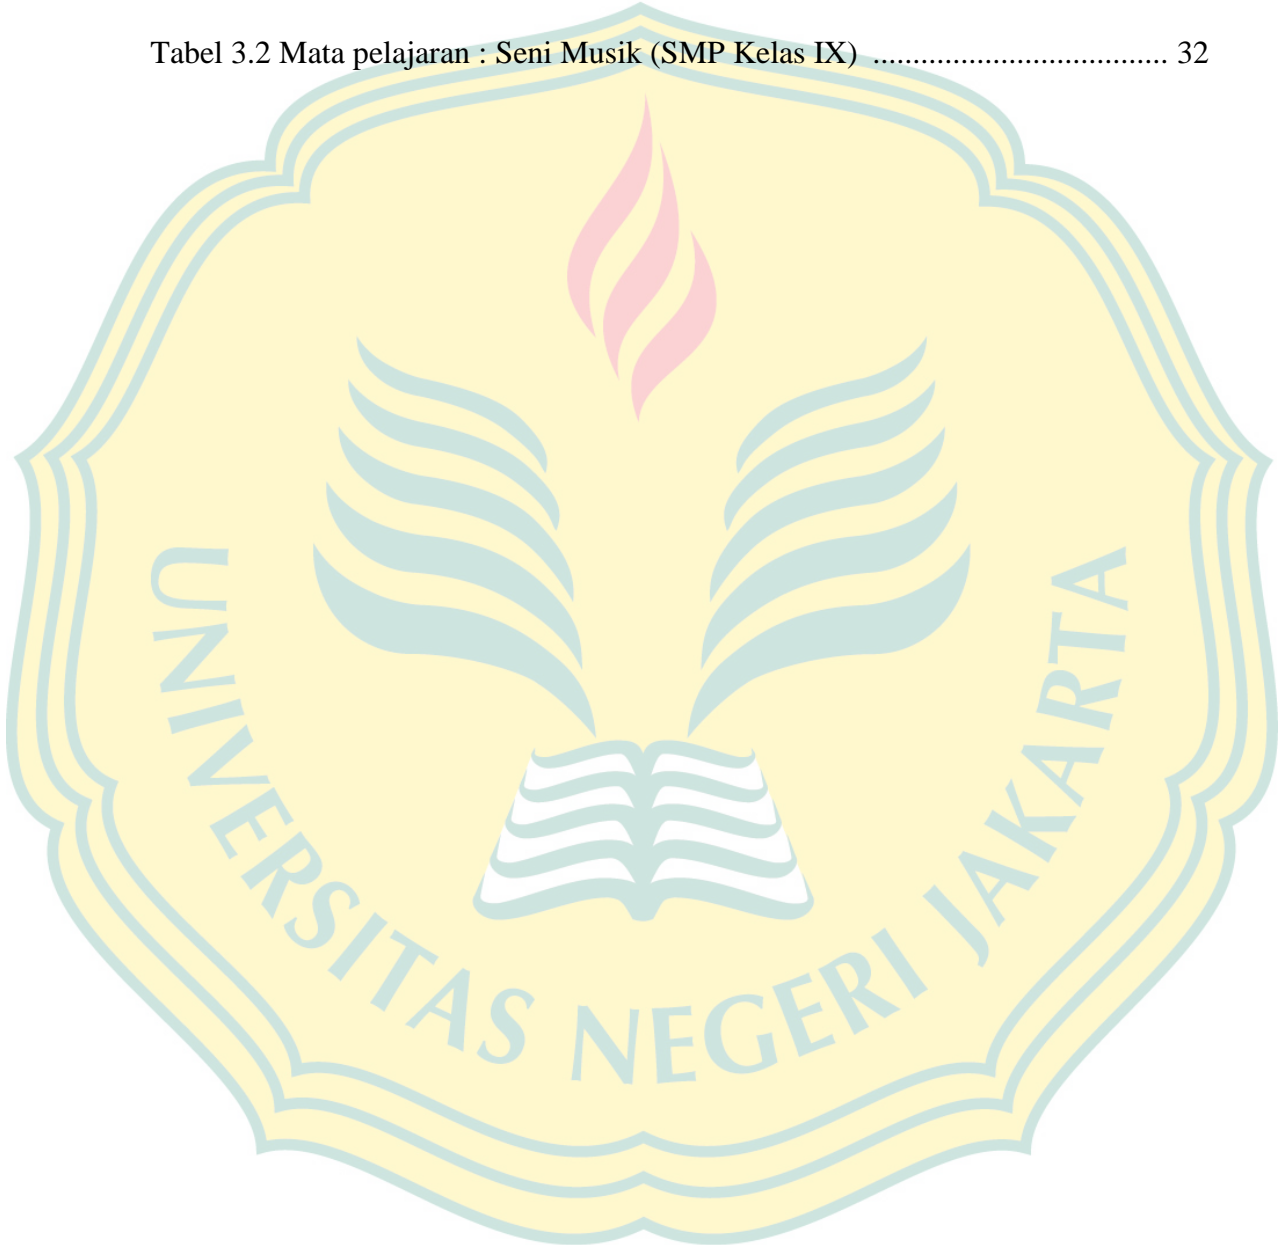 Tabel 3.2 Mata pelajaran : Seni Musik (SMP Kelas IX) ..................................... 32
UNIVERSITAS NEGERI JAKARTA